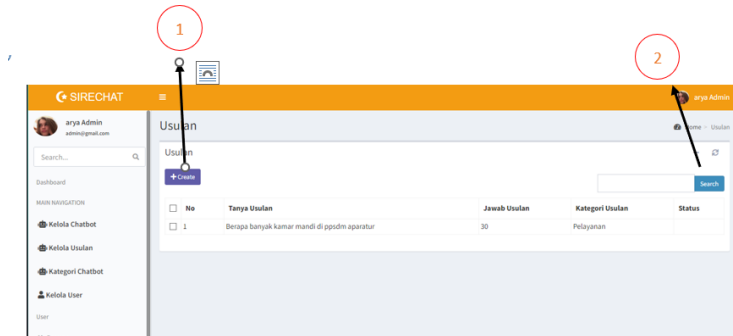 1
2
SIRECHAT
arya Admin
arya Admin
admin@gmail.com
Usulan
Home
Usulan
Search...
Usulan
Create
Search
Dashboard
MAIN NAVIGATION
No Tanya Usulan Jawab Usulan Kategori Usulan Status
1 Berapa banyak kamar mandi di ppsdm aparatur 30 Pelayanan
Kelola Chatbot
Kelola Usulan
Kategori Chatbot
Kelola User
User